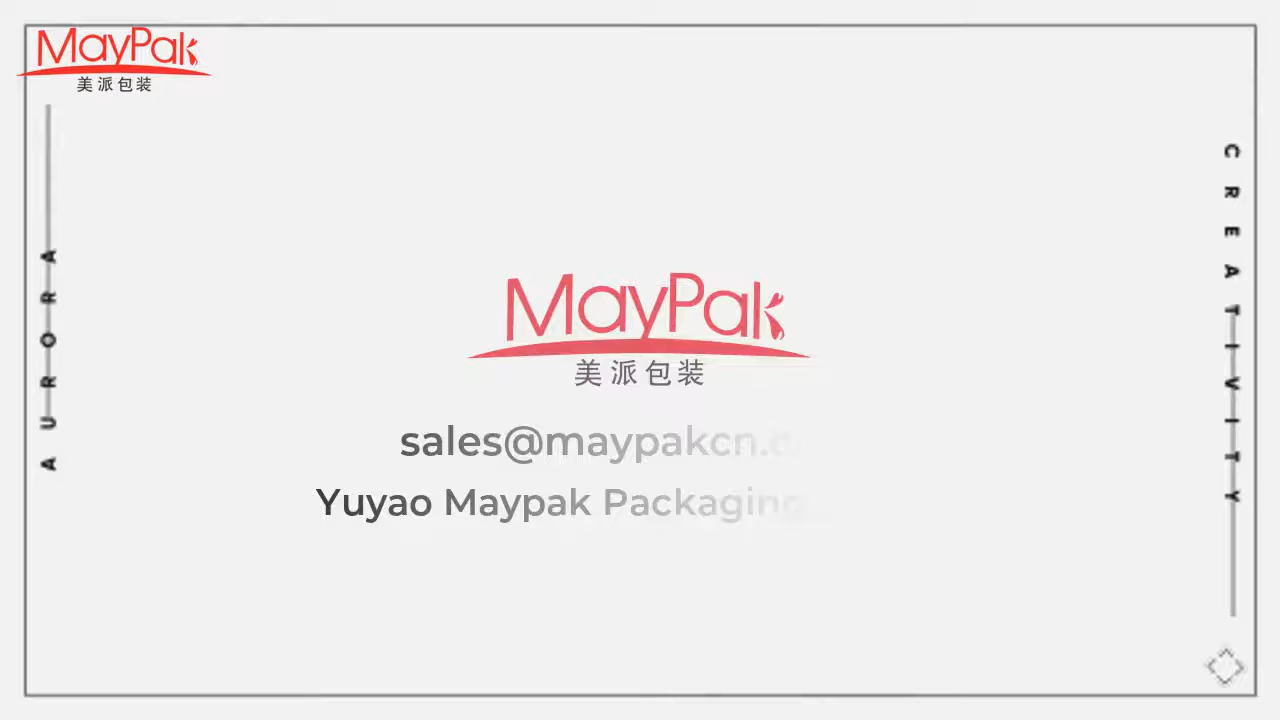 MayPak
美派包装
AURORA
CREATIVITY
MayPak
美派包装
sales@maypakcn.
Yuyao Maypak Packaging